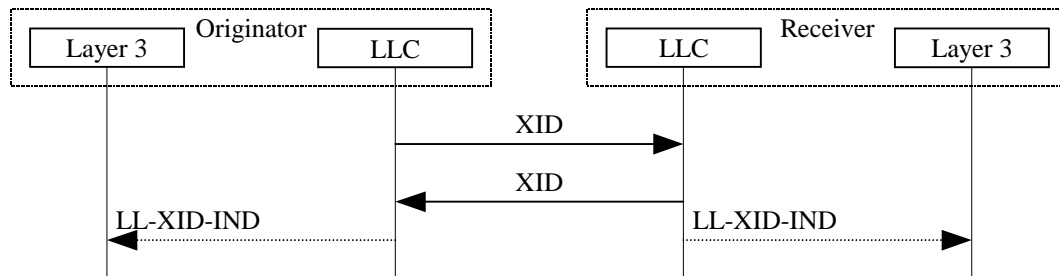 Originator
Receiver
Layer 3
LLC
LLC
Layer 3
XID
XID
LL-XID-IND
LL-XID-IND